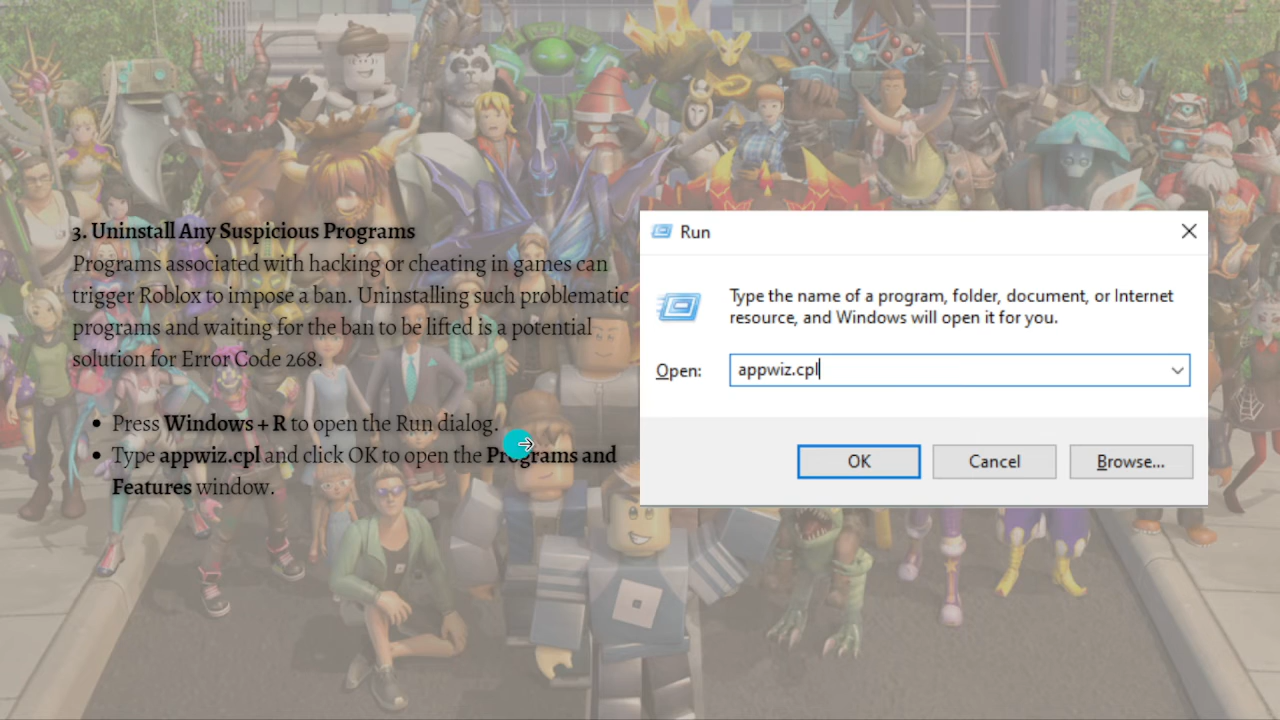 3. Uninstall Any Suspicious Programs
Programs associated with hacking or cheating in games can
trigger Roblox to impose a ban. Uninstalling such problematic
programs and waiting for the ban to be lifted is a potential
solution for Error Code 268.
• Press Windows + R to open the Run dialog.
• Type appwiz.cpl and click OK to open the Programs and
Features window.
Run
Type the name of a program, folder, document, or Internet
resource, and Windows will open it for you.
Open: appwiz.cpl
OK Cancel Browse...